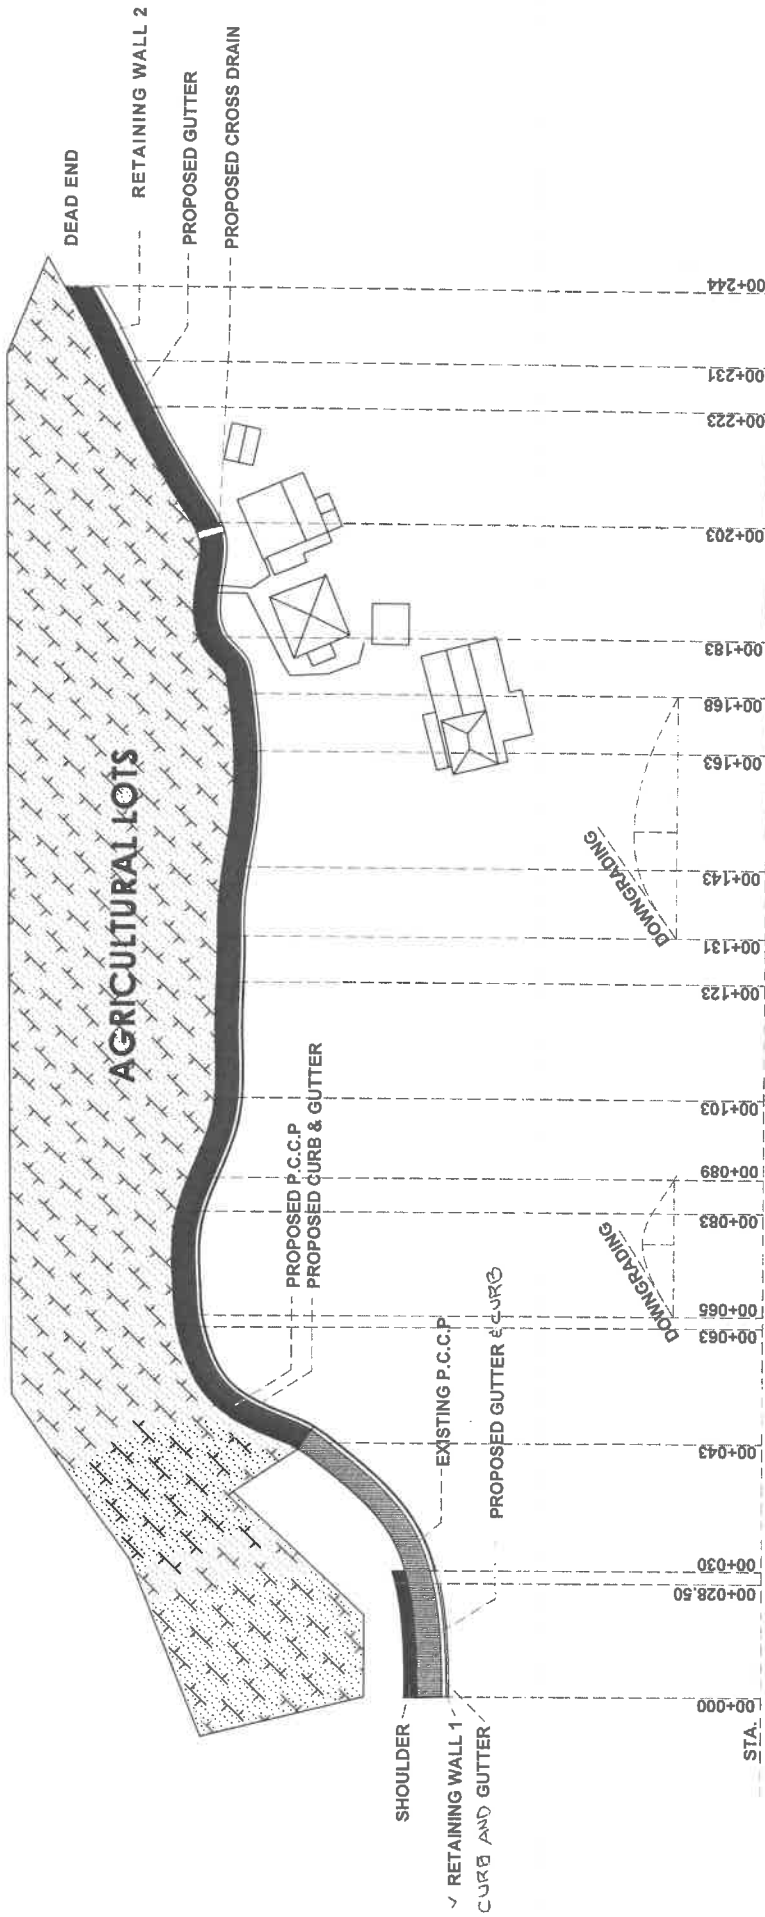 DEAD END
RETAINING WALL 2
PROPOSED GUTTER
PROPOSED CROSS DRAIN
AGRICULTURAL LOTS
PROPOSED P.C.C.P
PROPOSED CURB & GUTTER
EXISTING P.C.C.P
PROPOSED GUTTER & CURB
SHOULDER
RETAINING WALL 1
CURB AND GUTTER
DOWNGRADING
DOWNGRADING
STA.
00+000
00+028.50
00+030
00+043
00+063
00+065
00+083
00+089
00+103
00+123
00+131
00+143
00+163
00+168
00+183
00+203
00+223
00+231
00+244